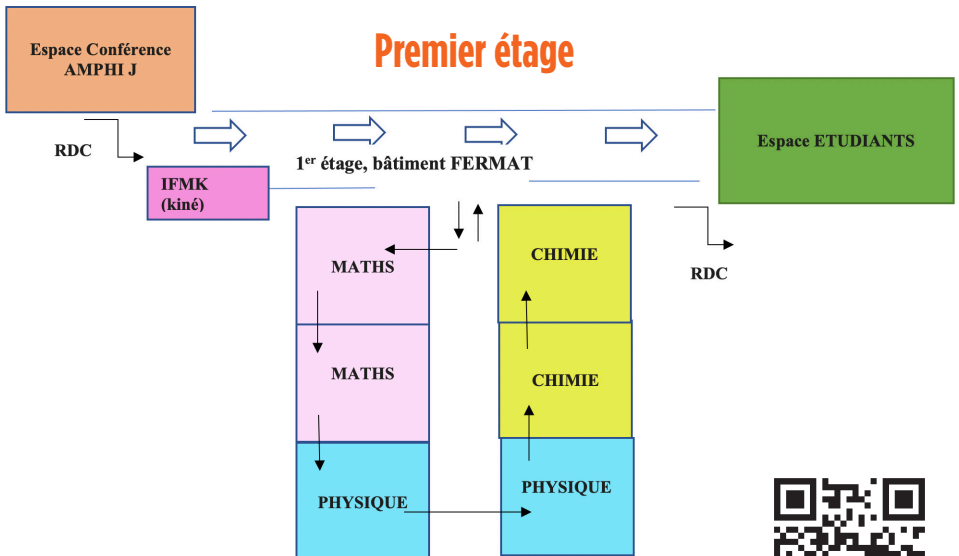 Premier étage
Espace Conférence
AMPHI J
RDC
IFMK
(kiné)
1er étage, bâtiment FERMAT
Espace ETUDIANTS
RDC
MATHS
CHIMIE
MATHS
CHIMIE
PHYSIQUE
PHYSIQUE